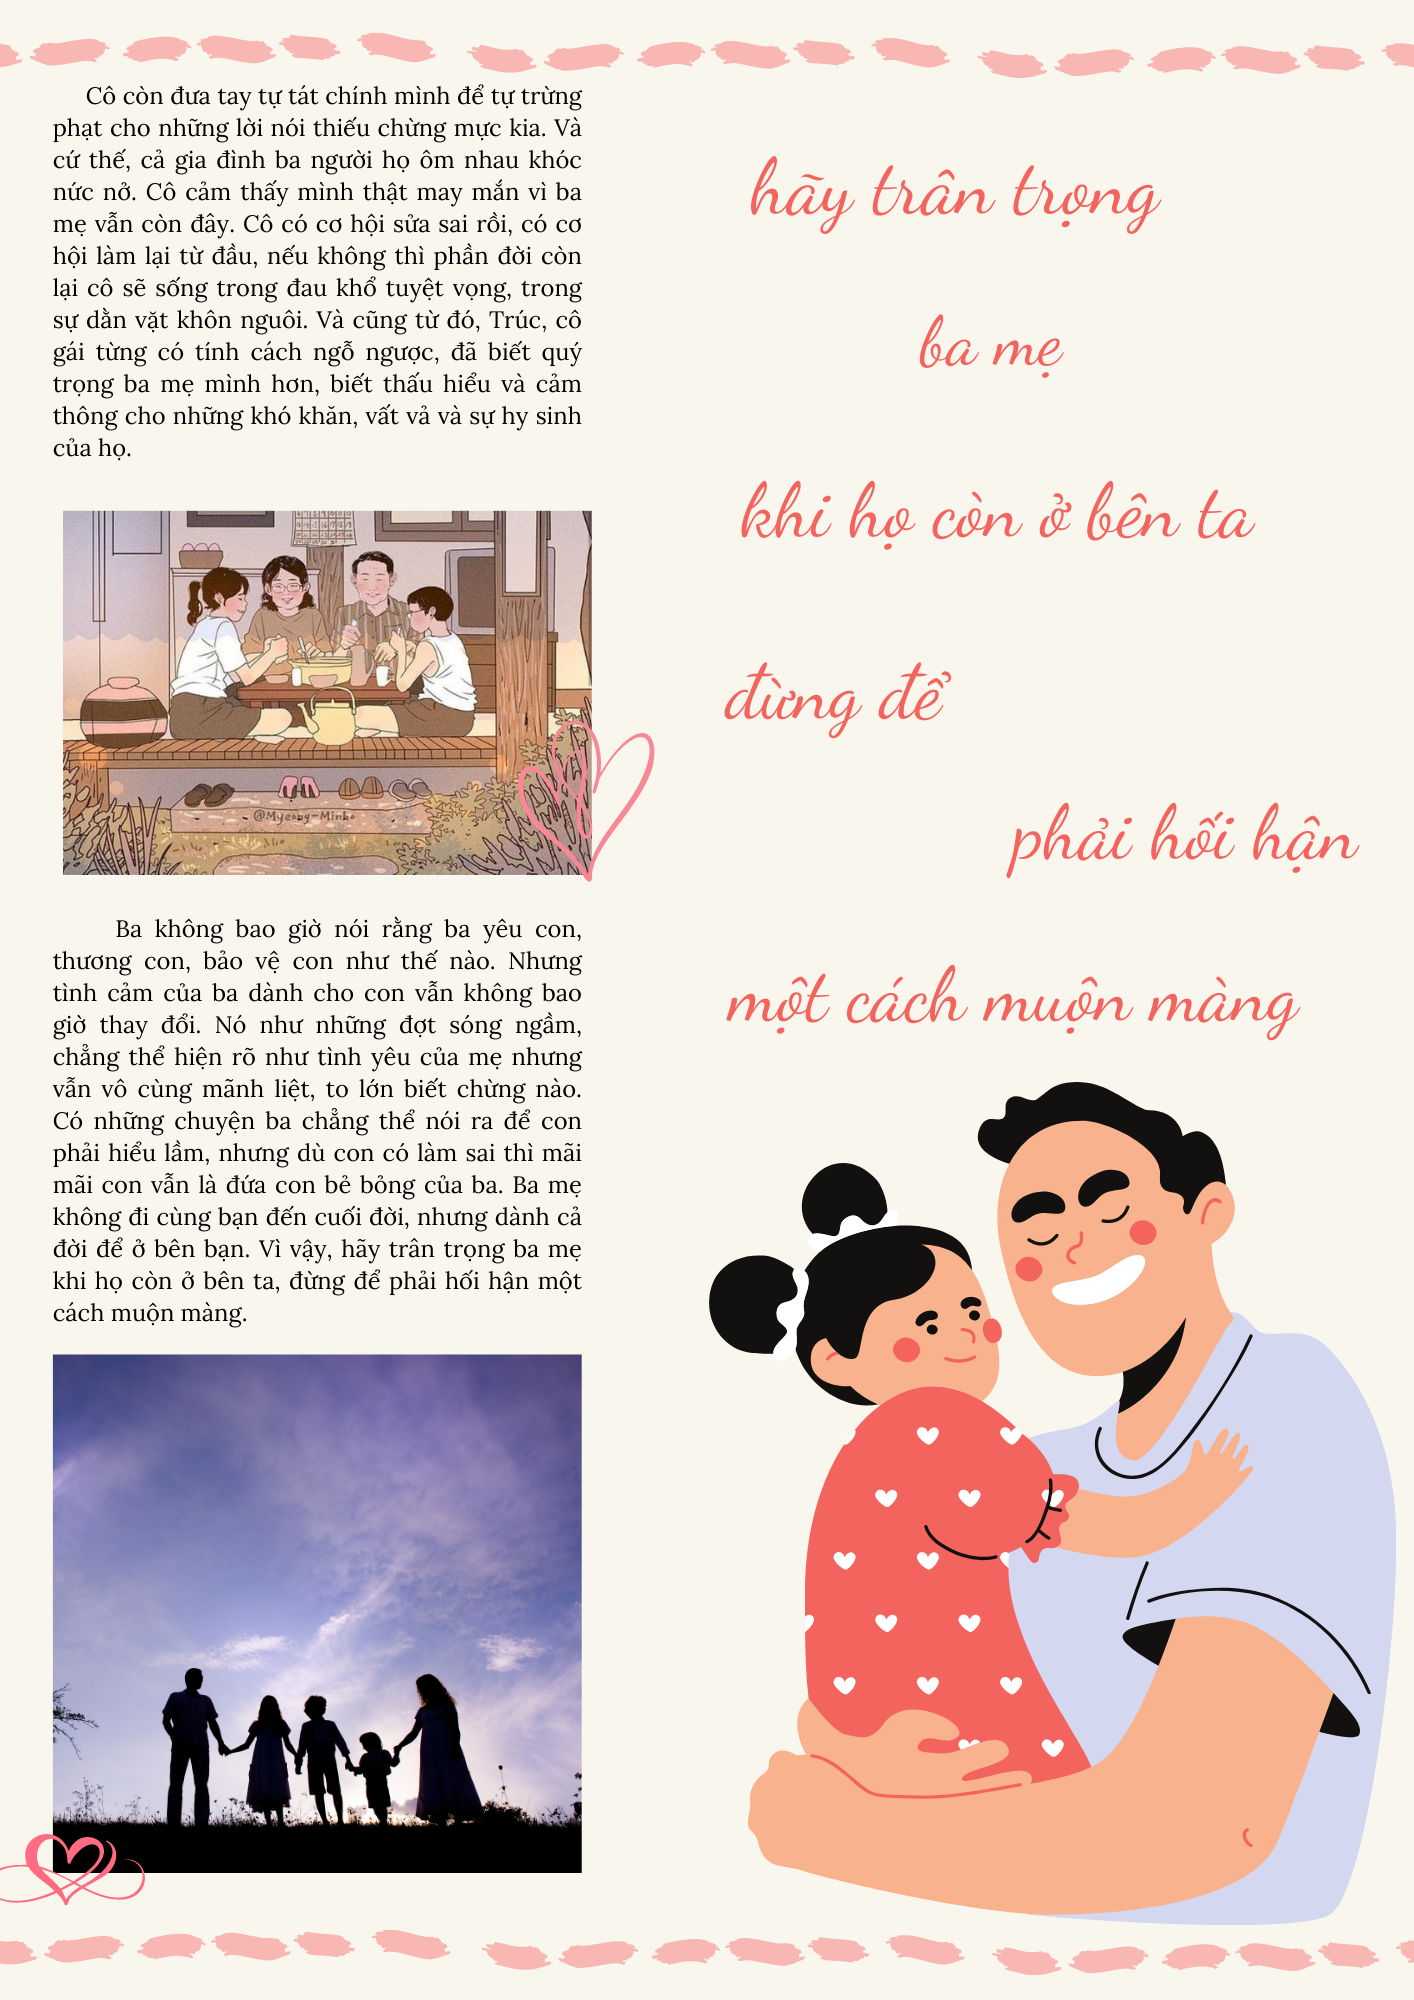 Cô còn đưa tay tự tát chính mình để tự trừng
phạt cho những lời nói thiếu chừng mực kia. Và
cứ thế, cả gia đình ba người họ ôm nhau khóc
nức nở. Cô cảm thấy mình thật may mắn vì ba
mẹ vẫn còn đây. Cô có cơ hội sửa sai rồi, có cơ
hội làm lại từ đầu, nếu không thì phần đời còn
lại cô sẽ sống trong đau khổ tuyệt vọng, trong
sự dằn vặt khôn nguôi. Và cũng từ đó, Trúc, cô
gái từng có tính cách ngỗ ngược, đã biết quý
trọng ba mẹ mình hơn, biết thấu hiểu và cảm
thông cho những khó khăn, vất vả và sự hy sinh
của họ.
@Myeong-Minho
Ba không bao giờ nói rằng ba yêu con,
thương con, bảo vệ con như thế nào. Nhưng
tình cảm của ba dành cho con vẫn không bao
giờ thay đổi. Nó như những đợt sóng ngầm,
chẳng thể hiện rõ như tình yêu của mẹ nhưng
vẫn vô cùng mãnh liệt, to lớn biết chừng nào.
Có những chuyện ba chẳng thể nói ra để con
phải hiểu lầm, nhưng dù con có làm sai thì mãi
mãi con vẫn là đứa con bé bỏng của ba. Ba mẹ
không đi cùng bạn đến cuối đời, nhưng dành cả
đời để ở bên bạn. Vì vậy, hãy trân trọng ba mẹ
khi họ còn ở bên ta, đừng để phải hối hận một
cách muộn màng.
hãy trân trọng
ba mẹ
khi họ còn ở bên ta
đừng để
phải hối hận
một cách muộn màng